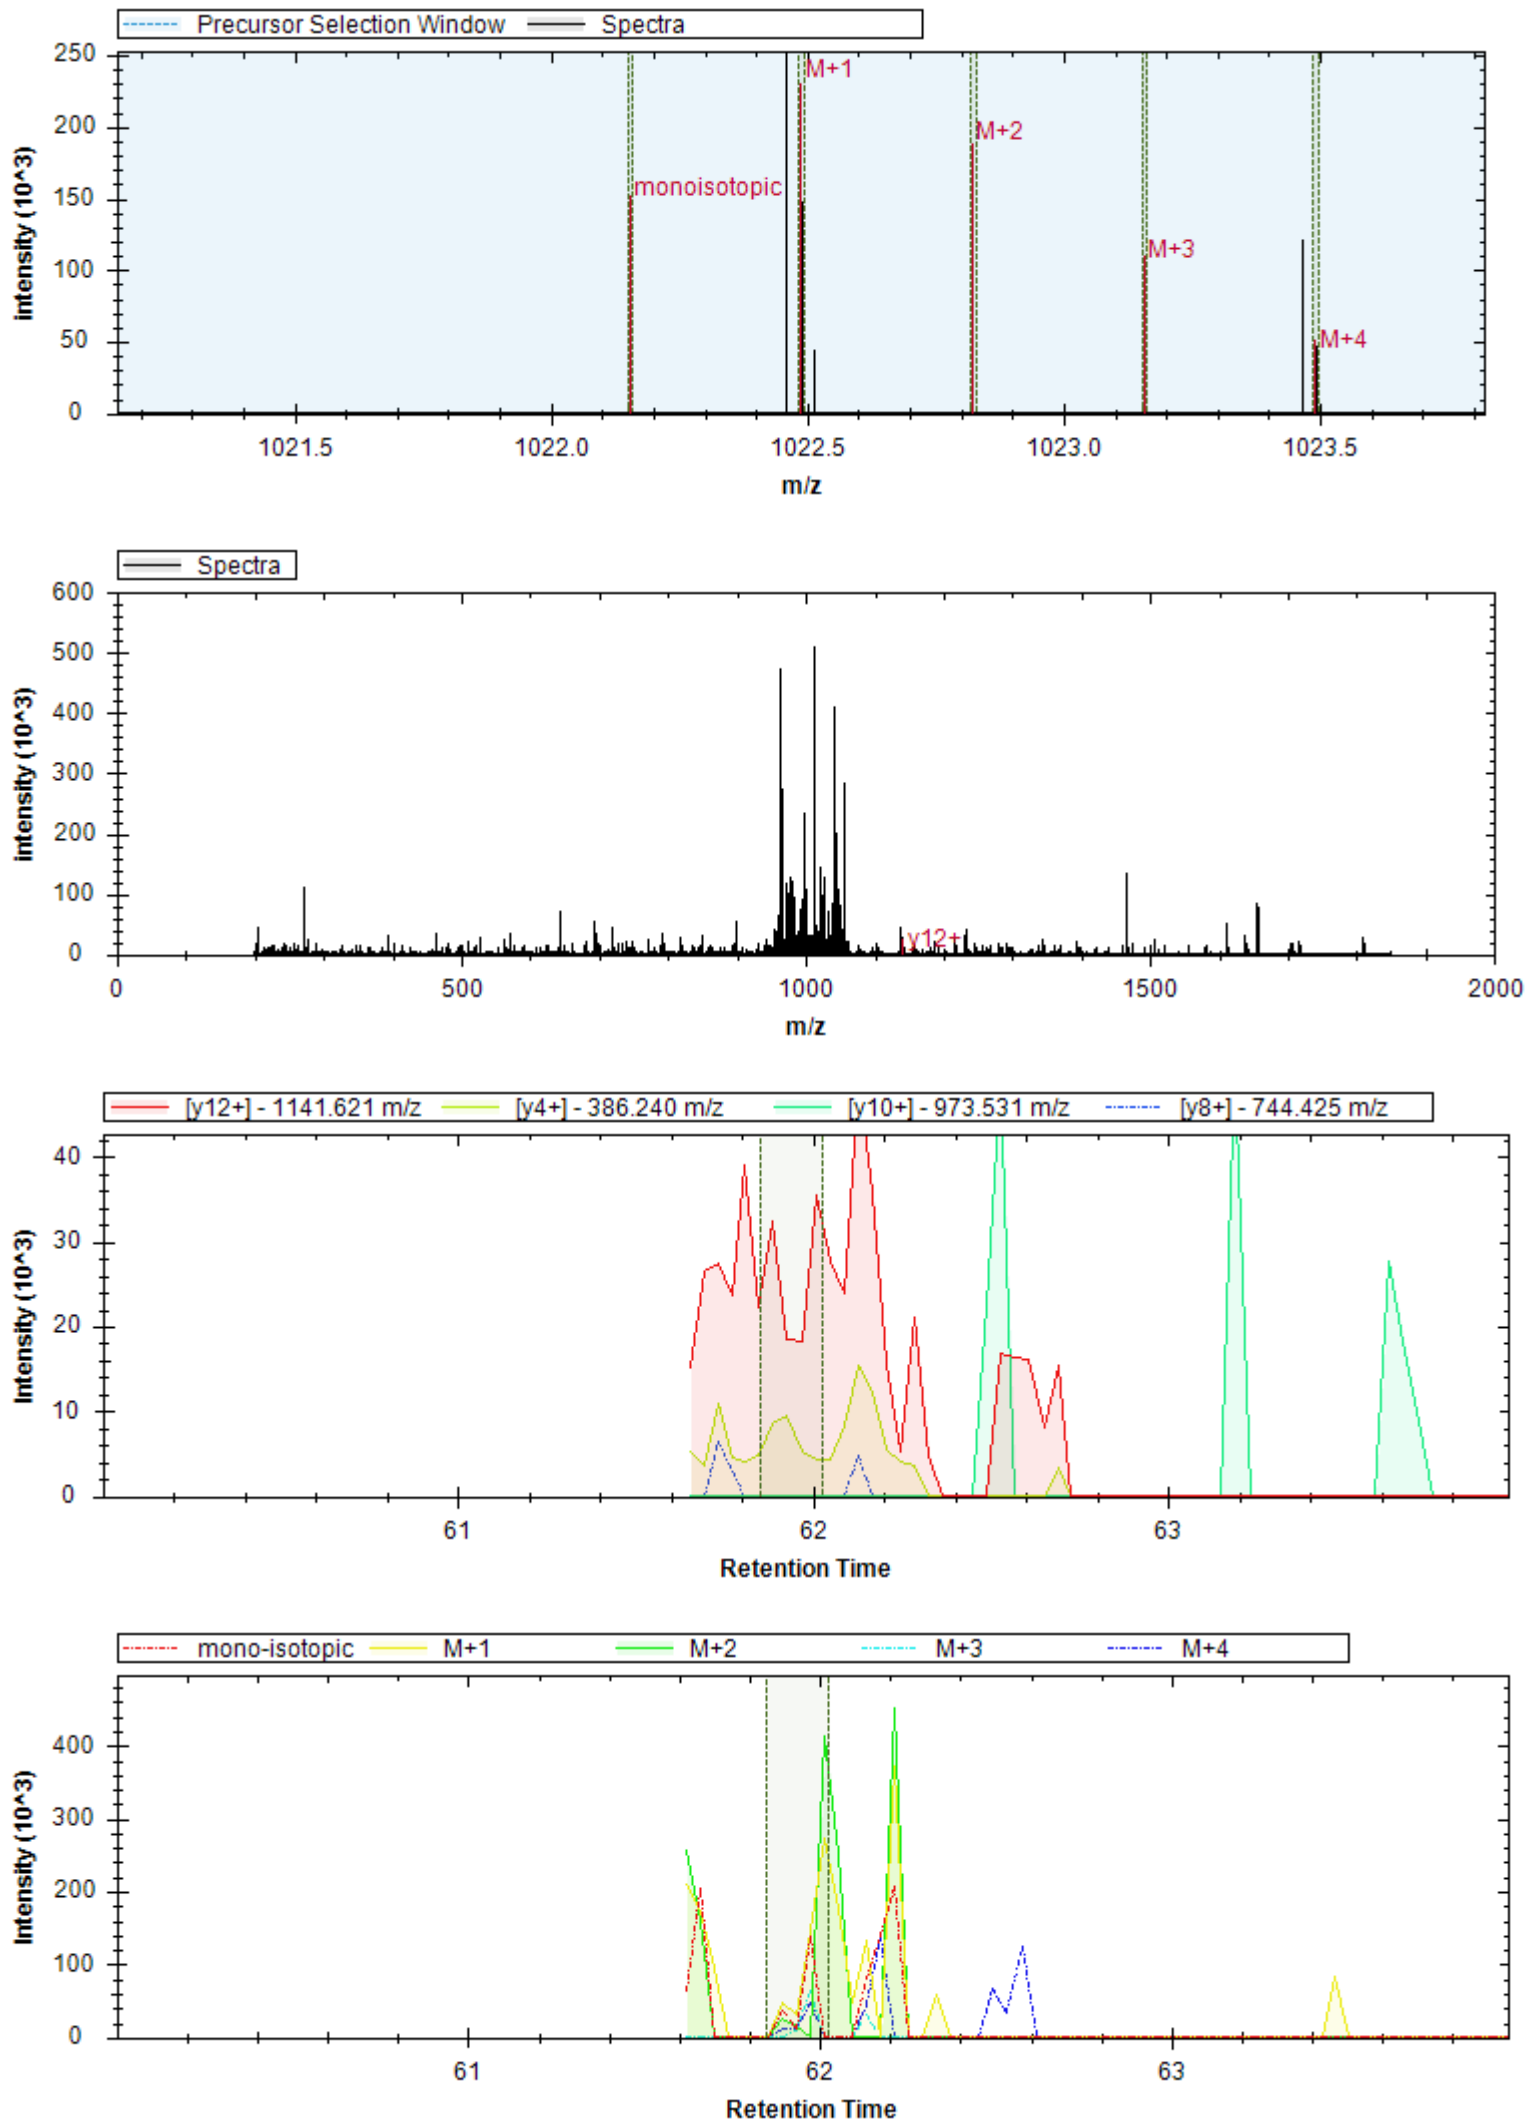 Precursor Selection Window Spectra
250
200
150
100
50
0
intensity (10^3)
monoisotopic
M+1
M+2
M+3
M+4
1021.5 1022.0 1022.5 1023.0 1023.5
m/z
Spectra
600
500
400
300
200
100
0
intensity (10^3)
y12+
0 500 1000 1500 2000
m/z
[y12+] - 1141.621 m/z [y4+] - 386.240 m/z [y10+] - 973.531 m/z [y8+] - 744.425 m/z
40
30
20
10
0
Intensity (10^3)
61 62 63
Retention Time
mono-isotopic M+1 M+2 M+3 M+4
400
300
200
100
0
Intensity (10^3)
61 62 63
Retention Time